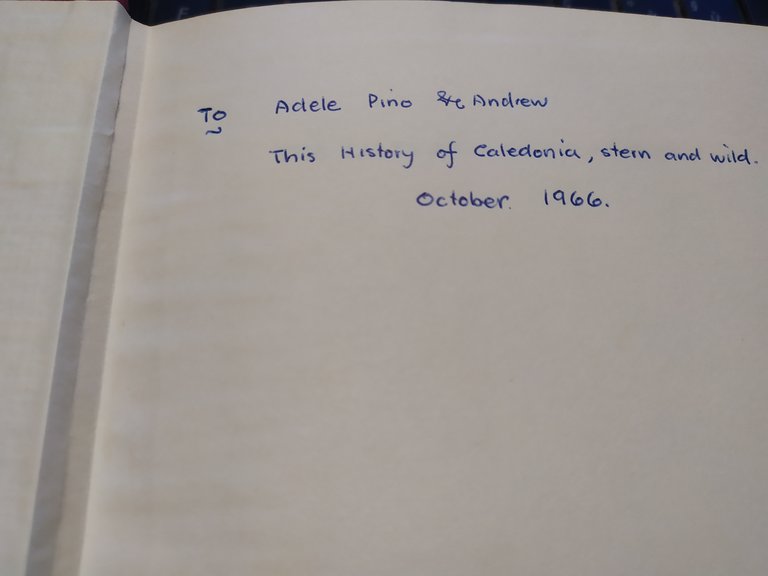 To Adele Pino & Andrew
This History of Caledonia, stern and wild.
October. 1966.